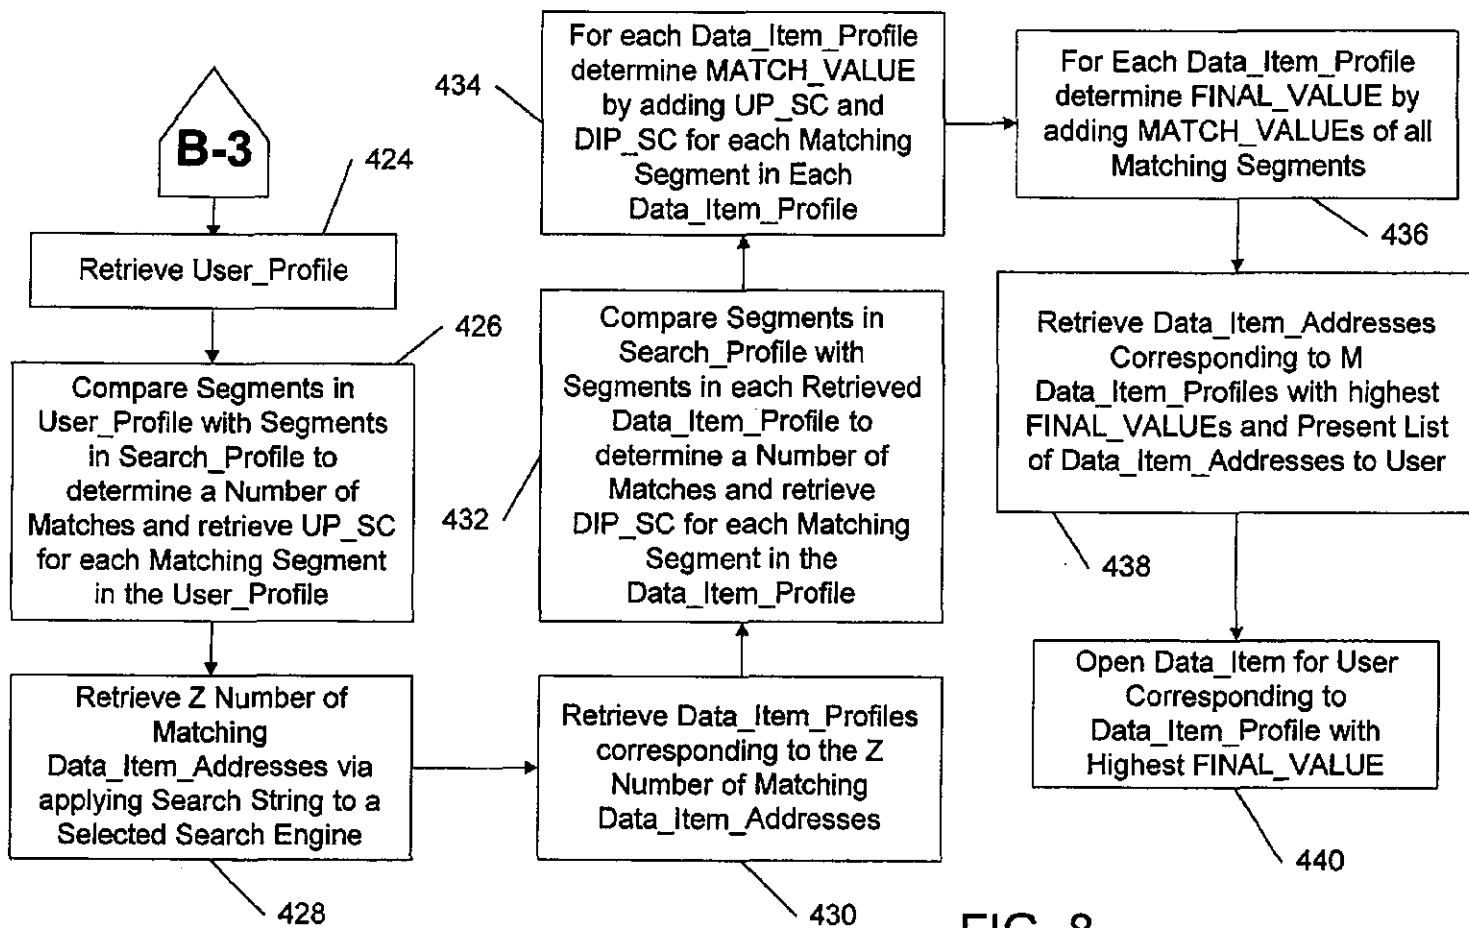 B-3
424
Retrieve User_Profile
426
Compare Segments in
User_Profile with Segments
in Search_Profile to
determine a Number of
Matches and retrieve UP_SC
for each Matching Segment
in the User_Profile
Retrieve Z Number of
Matching
Data_Item_Addresses via
applying Search String to a
Selected Search Engine
428
Retrieve Data_Item_Profiles
corresponding to the Z
Number of Matching
Data_Item_Addresses
430
Compare Segments in
Search_Profile with
Segments in each Retrieved
Data_Item_Profile to
determine a Number of
Matches and retrieve
DIP_SC for each Matching
Segment in the
Data_Item_Profile
432
For each Data_Item_Profile
determine MATCH_VALUE
by adding UP_SC and
DIP_SC for each Matching
Segment in Each
Data_Item_Profile
434
For Each Data_Item_Profile
determine FINAL_VALUE by
adding MATCH_VALUEs of all
Matching Segments
436
Retrieve Data_Item_Addresses
Corresponding to M
Data_Item_Profiles with highest
FINAL_VALUEs and Present List
of Data_Item_Addresses to User
438
Open Data_Item for User
Corresponding to
Data_Item_Profile with
Highest FINAL_VALUE
440
FIG. 8